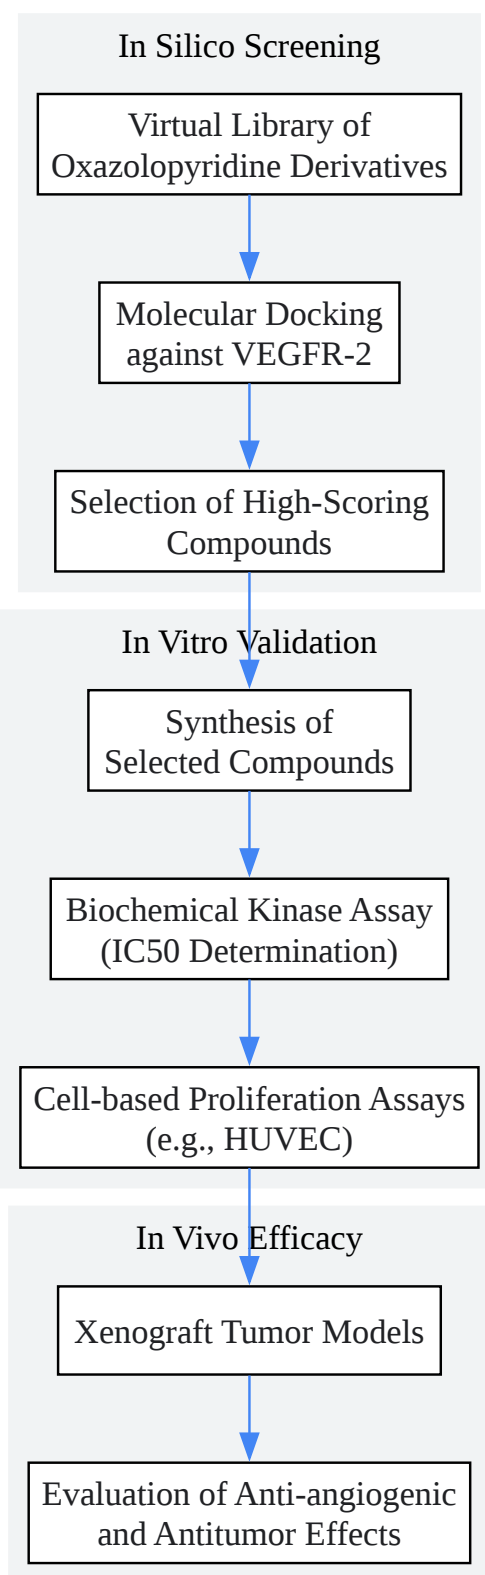 In Silico Screening
Virtual Library of
Oxazolopyridine Derivatives
Molecular Docking
against VEGFR-2
Selection of High-Scoring
Compounds
In Vitro Validation
Synthesis of
Selected Compounds
Biochemical Kinase Assay
(IC50 Determination)
Cell-based Proliferation Assays
(e.g., HUVEC)
In Vivo Efficacy
Xenograft Tumor Models
Evaluation of Anti-angiogenic
and Antitumor Effects